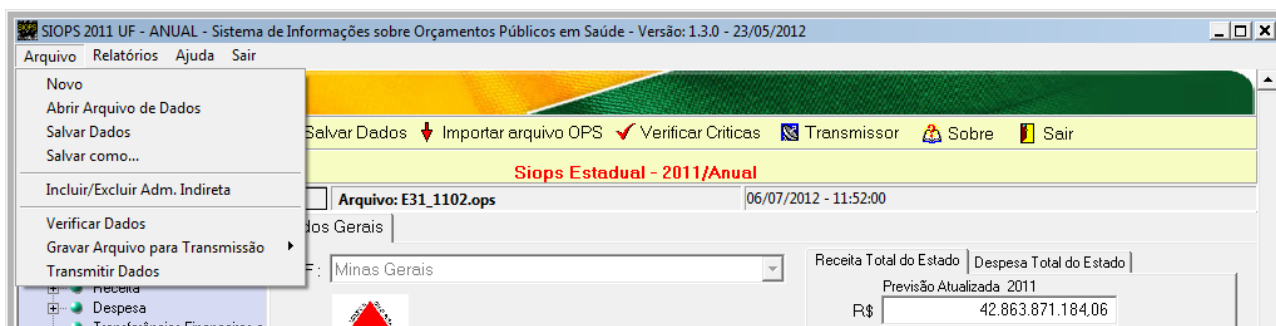 SIOPS 2011 UF - ANUAL - Sistema de Informações sobre Orçamentos Públicos em Saúde - Versão: 1.3.0 - 23/05/2012
Arquivo Relatórios Ajuda Sair
Novo
Abrir Arquivo de Dados
Salvar Dados
Salvar como...
Incluir/Excluir Adm. Indireta
Verificar Dados
Gravar Arquivo para Transmissão
Transmitir Dados
Salvar Dados Importar arquivo OPS Verificar Criticas Transmissor Sobre Sair
Siops Estadual - 2011/Anual
Arquivo: E31_1102.ops 06/07/2012 - 11:52:00
dos Gerais
F: Minas Gerais
Receita Total do Estado Despesa Total do Estado
Previsão Atualizada 2011
R$ 42.863.871.184,06
Receita
Despesa
Transferências Financeiras